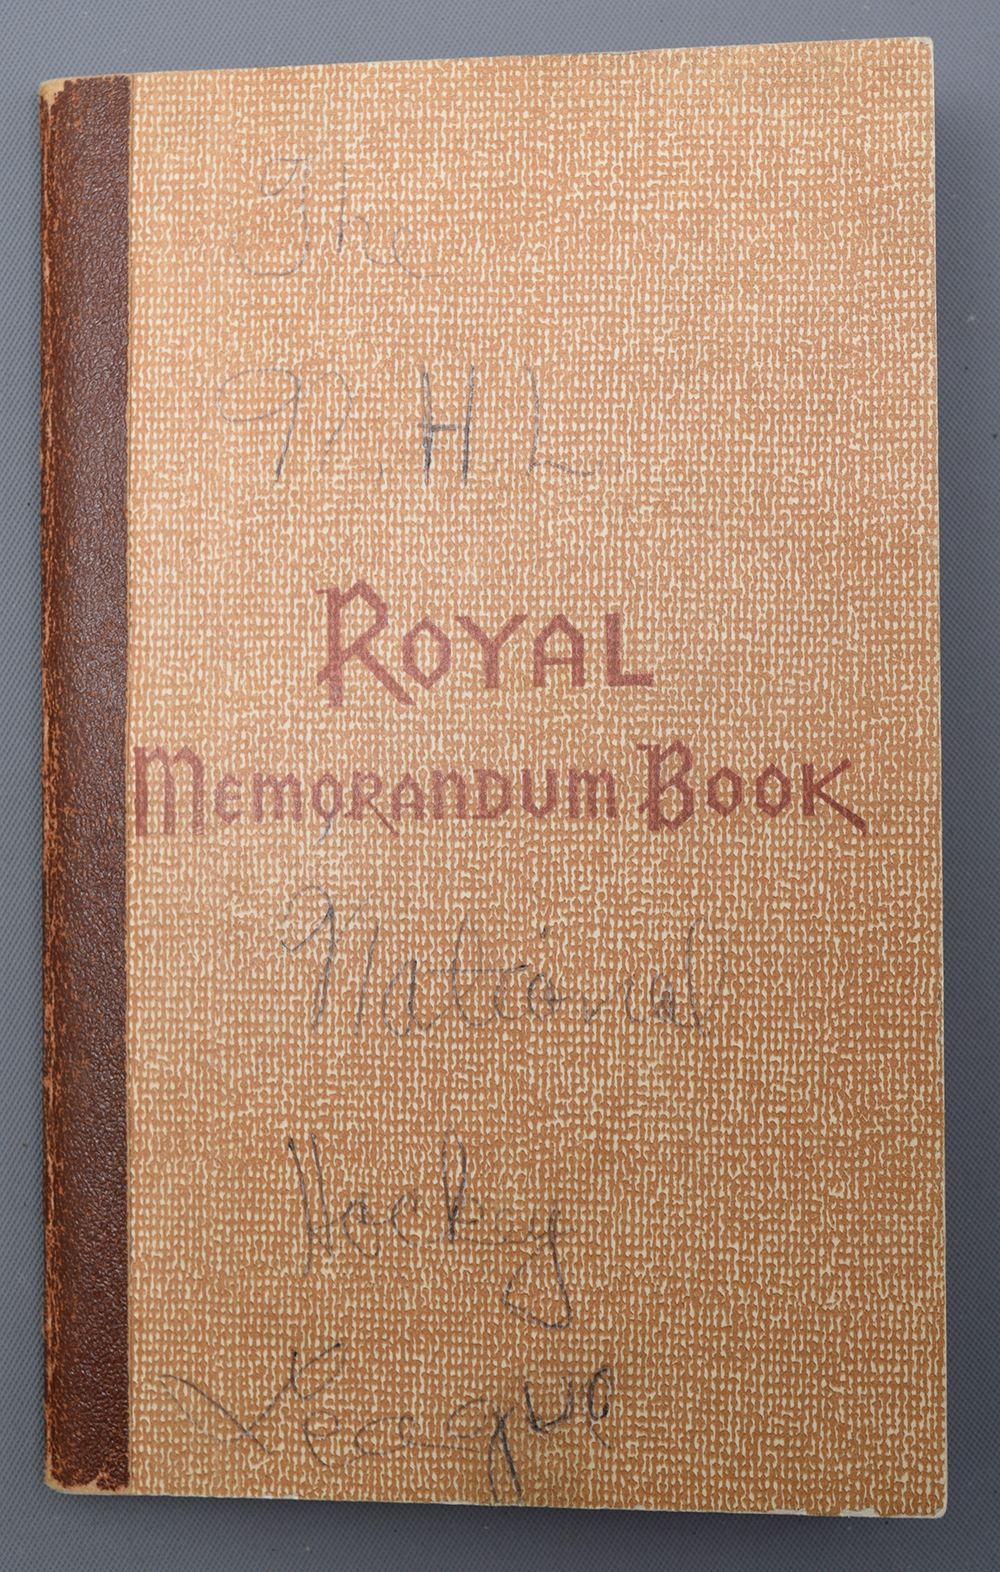 The
N.H.L.
ROYAL
MEMORANDUM BOOK
National
Hockey
League